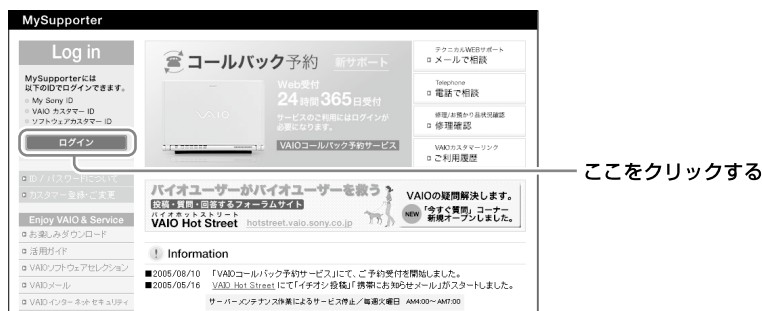 MySupporter
Log in
MySupporterには
以下のIDでログインできます。
My Sony ID
VAIO カスタマー ID
ソフトウェアカスタマー ID
ログイン
ID / パスワードについて
カスタマー登録・ご変更
Enjoy VAIO & Service
お楽しみダウンロード
活用ガイド
VAIOソフトウェアセレクション
VAIOメール
VAIO インターネットセキュリティ
コールバック予約
新サポート
Web受付
24時間365日受付
サービスのご利用にはログインが
必要になります。
VAIOコールバック予約サービス
VAIO
テクニカルWEBサポート
メールで相談
Telephone
電話で相談
修理/お預かり品状況確認
修理確認
VAIOカスタマーリンク
ご利用履歴
バイオユーザーがバイオユーザーを救う
投稿・質問・回答するフォーラムサイト
バイオホットストリート
VAIO Hot Street hotstreet.vaio.sony.co.jp
VAIOの疑問解決します。
NEW 「今すぐ質問」コーナー
新規オープンしました。
! Information
■2005/08/10 「VAIOコールバック予約サービス」にて、ご予約受付を開始しました。
■2005/05/16 VAIO Hot Street にて「イチオシ投稿」「携帯にお知らせメール」がスタートしました。
サーバーメンテナンス作業によるサービス停止／毎週火曜日 AM4:00～AM7:00
ここをクリックする